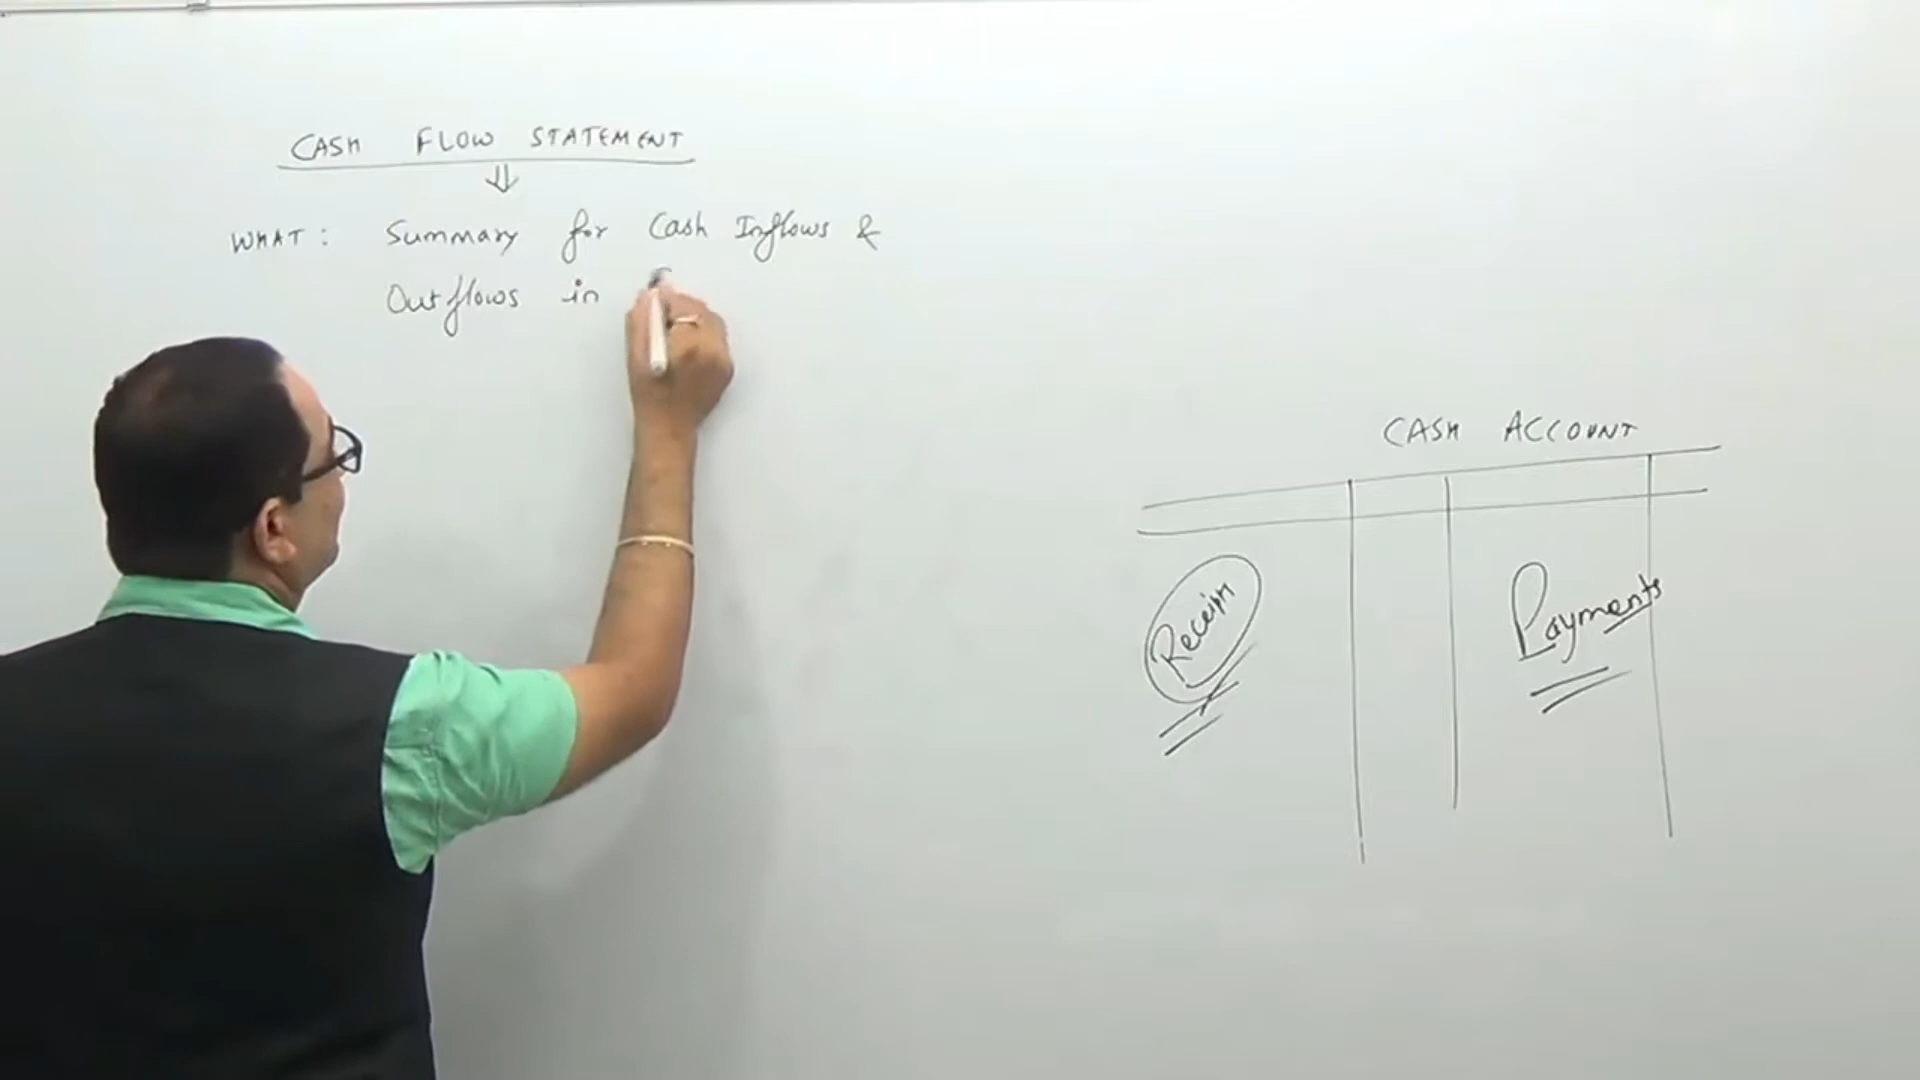 CASH FLOW STATEMENT
WHAT: Summary for Cash Inflows &
Outflows in
CASH ACCOUNT
Receipts
Payments